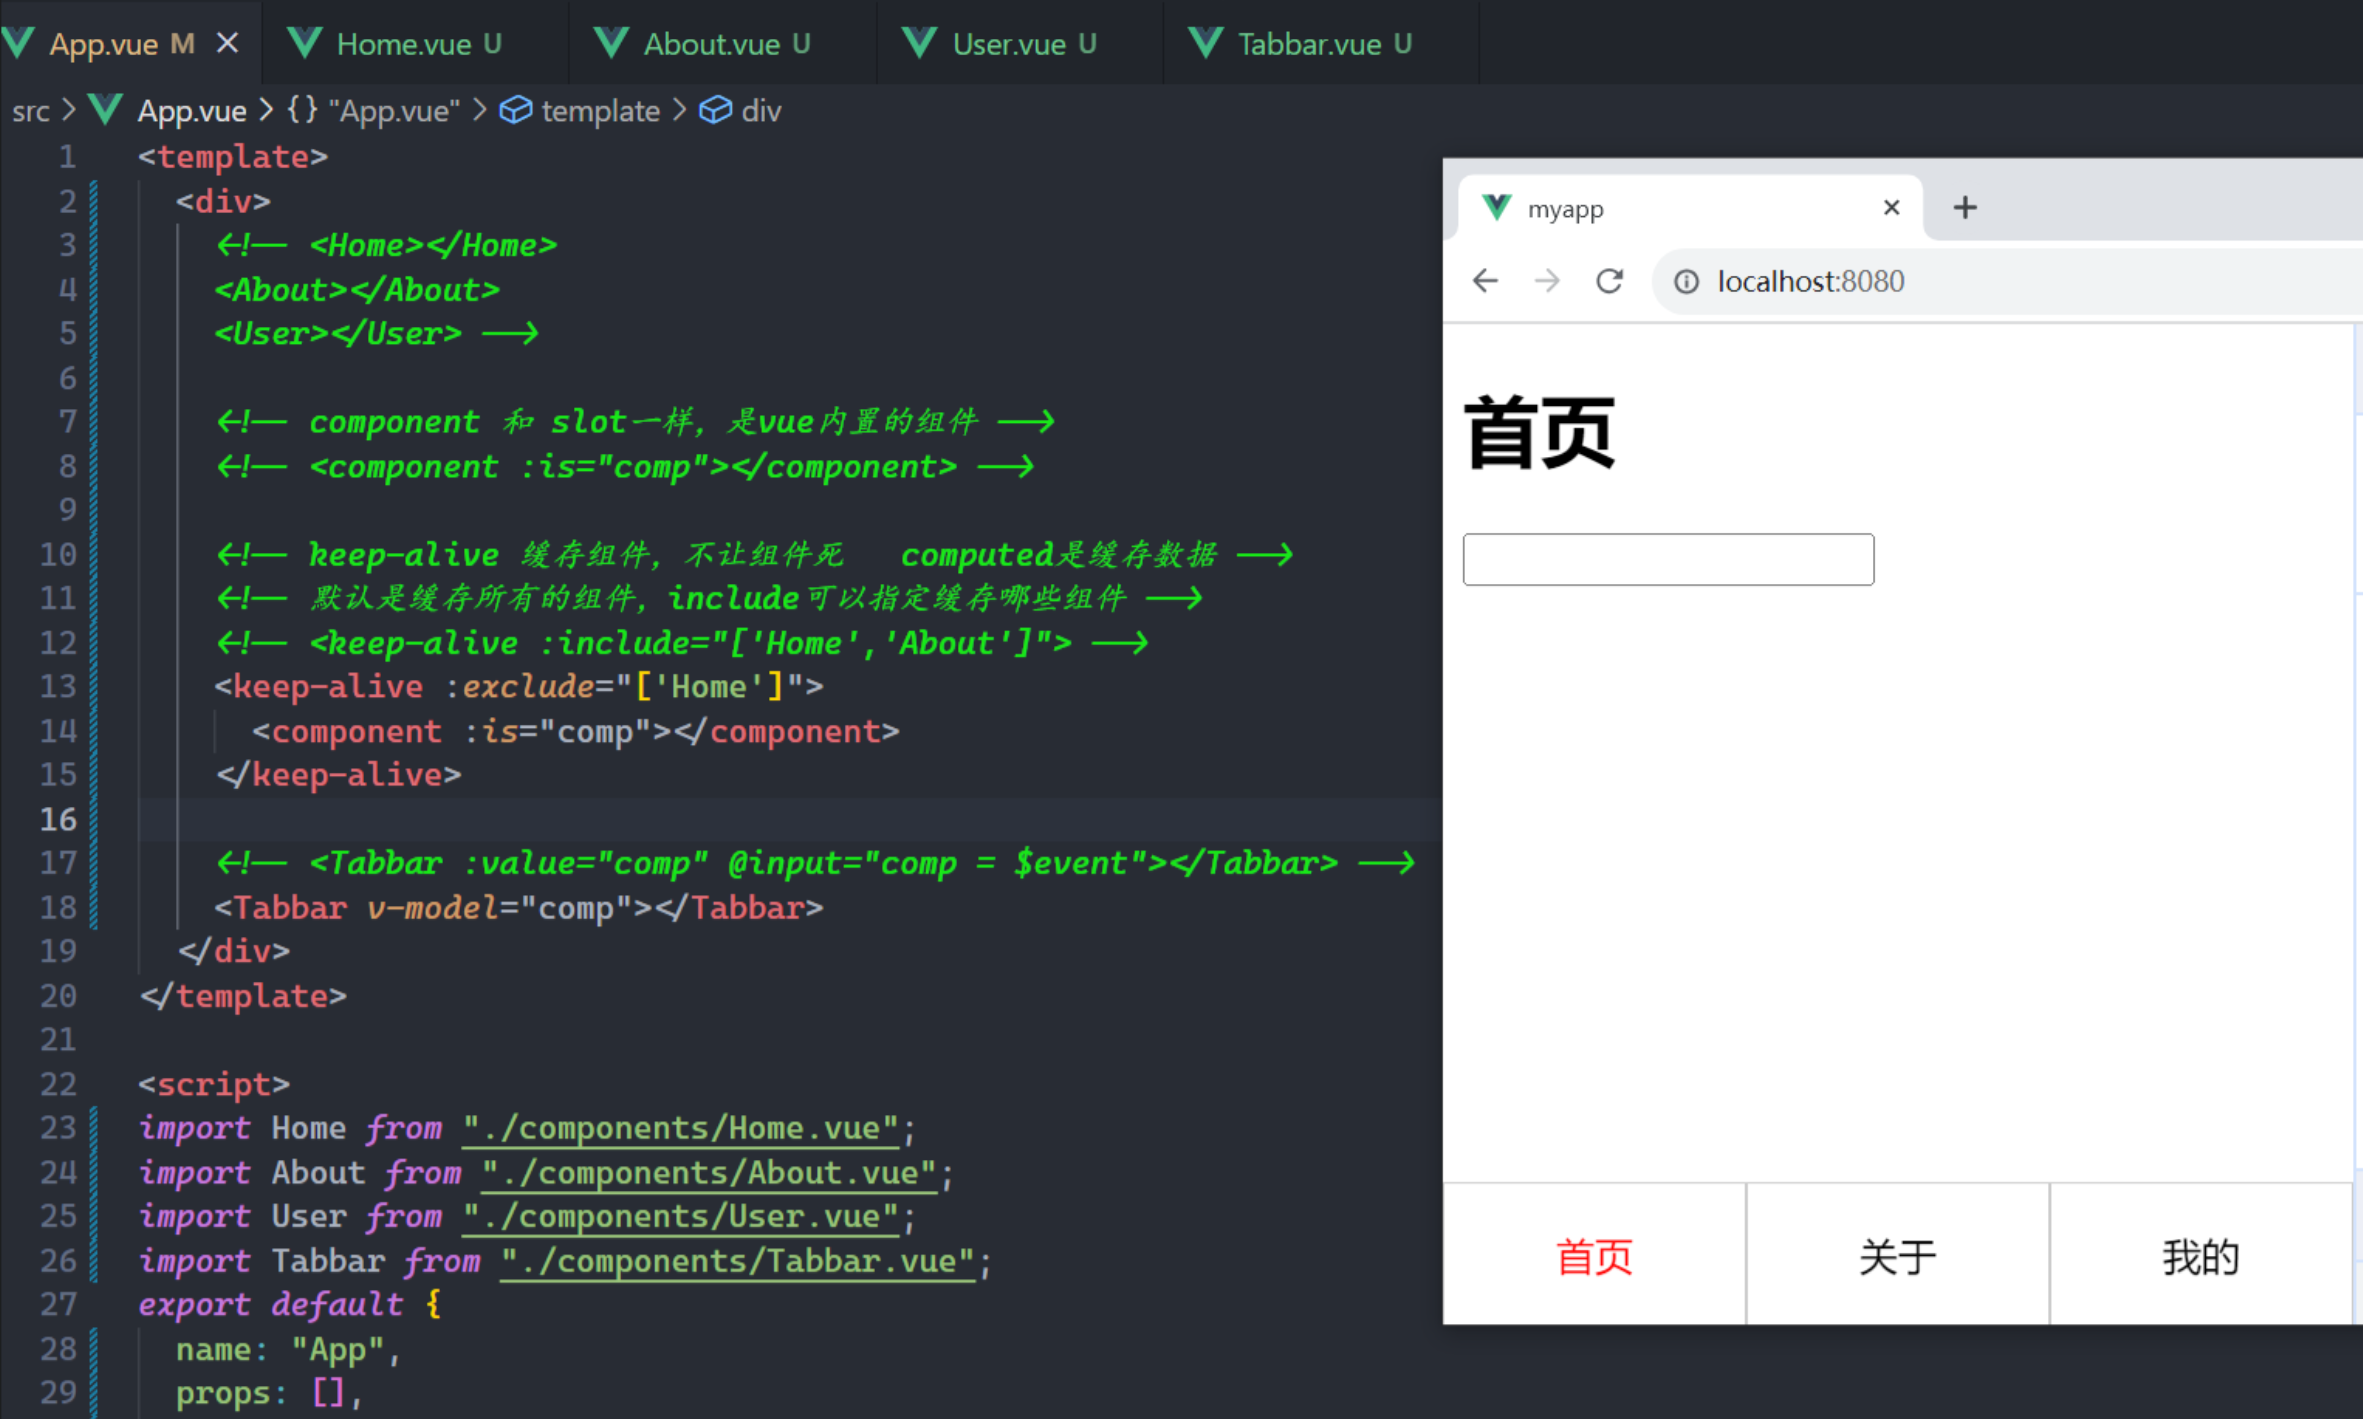 App.vue M
Home.vue U
About.vue U
User.vue U
Tabbar.vue U
src > App.vue > {} "App.vue" > template > div
1 <template>
2 <div>
3 <!-- <Home></Home>
4 <About></About>
5 <User></User> -->
6
7 <!-- component 和 slot一样，是vue内置的组件 -->
8 <!-- <component :is="comp"></component> -->
9
10 <!-- keep-alive 缓存组件，不让组件死 computed是缓存数据 -->
11 <!-- 默认是缓存所有的组件，include可以指定缓存哪些组件 -->
12 <!-- <keep-alive :include="['Home','About']"> -->
13 <keep-alive :exclude="['Home']">
14 <component :is="comp"></component>
15 </keep-alive>
16
17 <!-- <Tabbar :value="comp" @input="comp = $event"></Tabbar> -->
18 <Tabbar v-model="comp"></Tabbar>
19 </div>
20 </template>
21
22 <script>
23 import Home from "./components/Home.vue";
24 import About from "./components/About.vue";
25 import User from "./components/User.vue";
26 import Tabbar from "./components/Tabbar.vue";
27 export default {
28 name: "App",
29 props: [],
myapp
localhost:8080
首页
首页
关于
我的